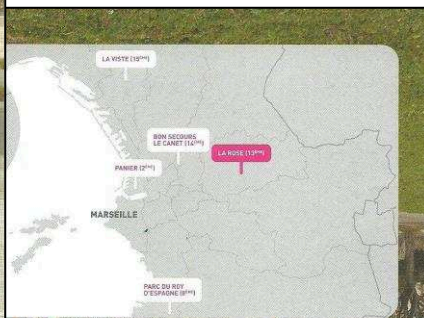 LA VISTE (15ème)
BON SECOURS
LE CANET (14ème)
LA ROSE (13ème)
PANIER (2ème)
MARSEILLE
PARC DU ROY
D'ESPAGNE (8ème)